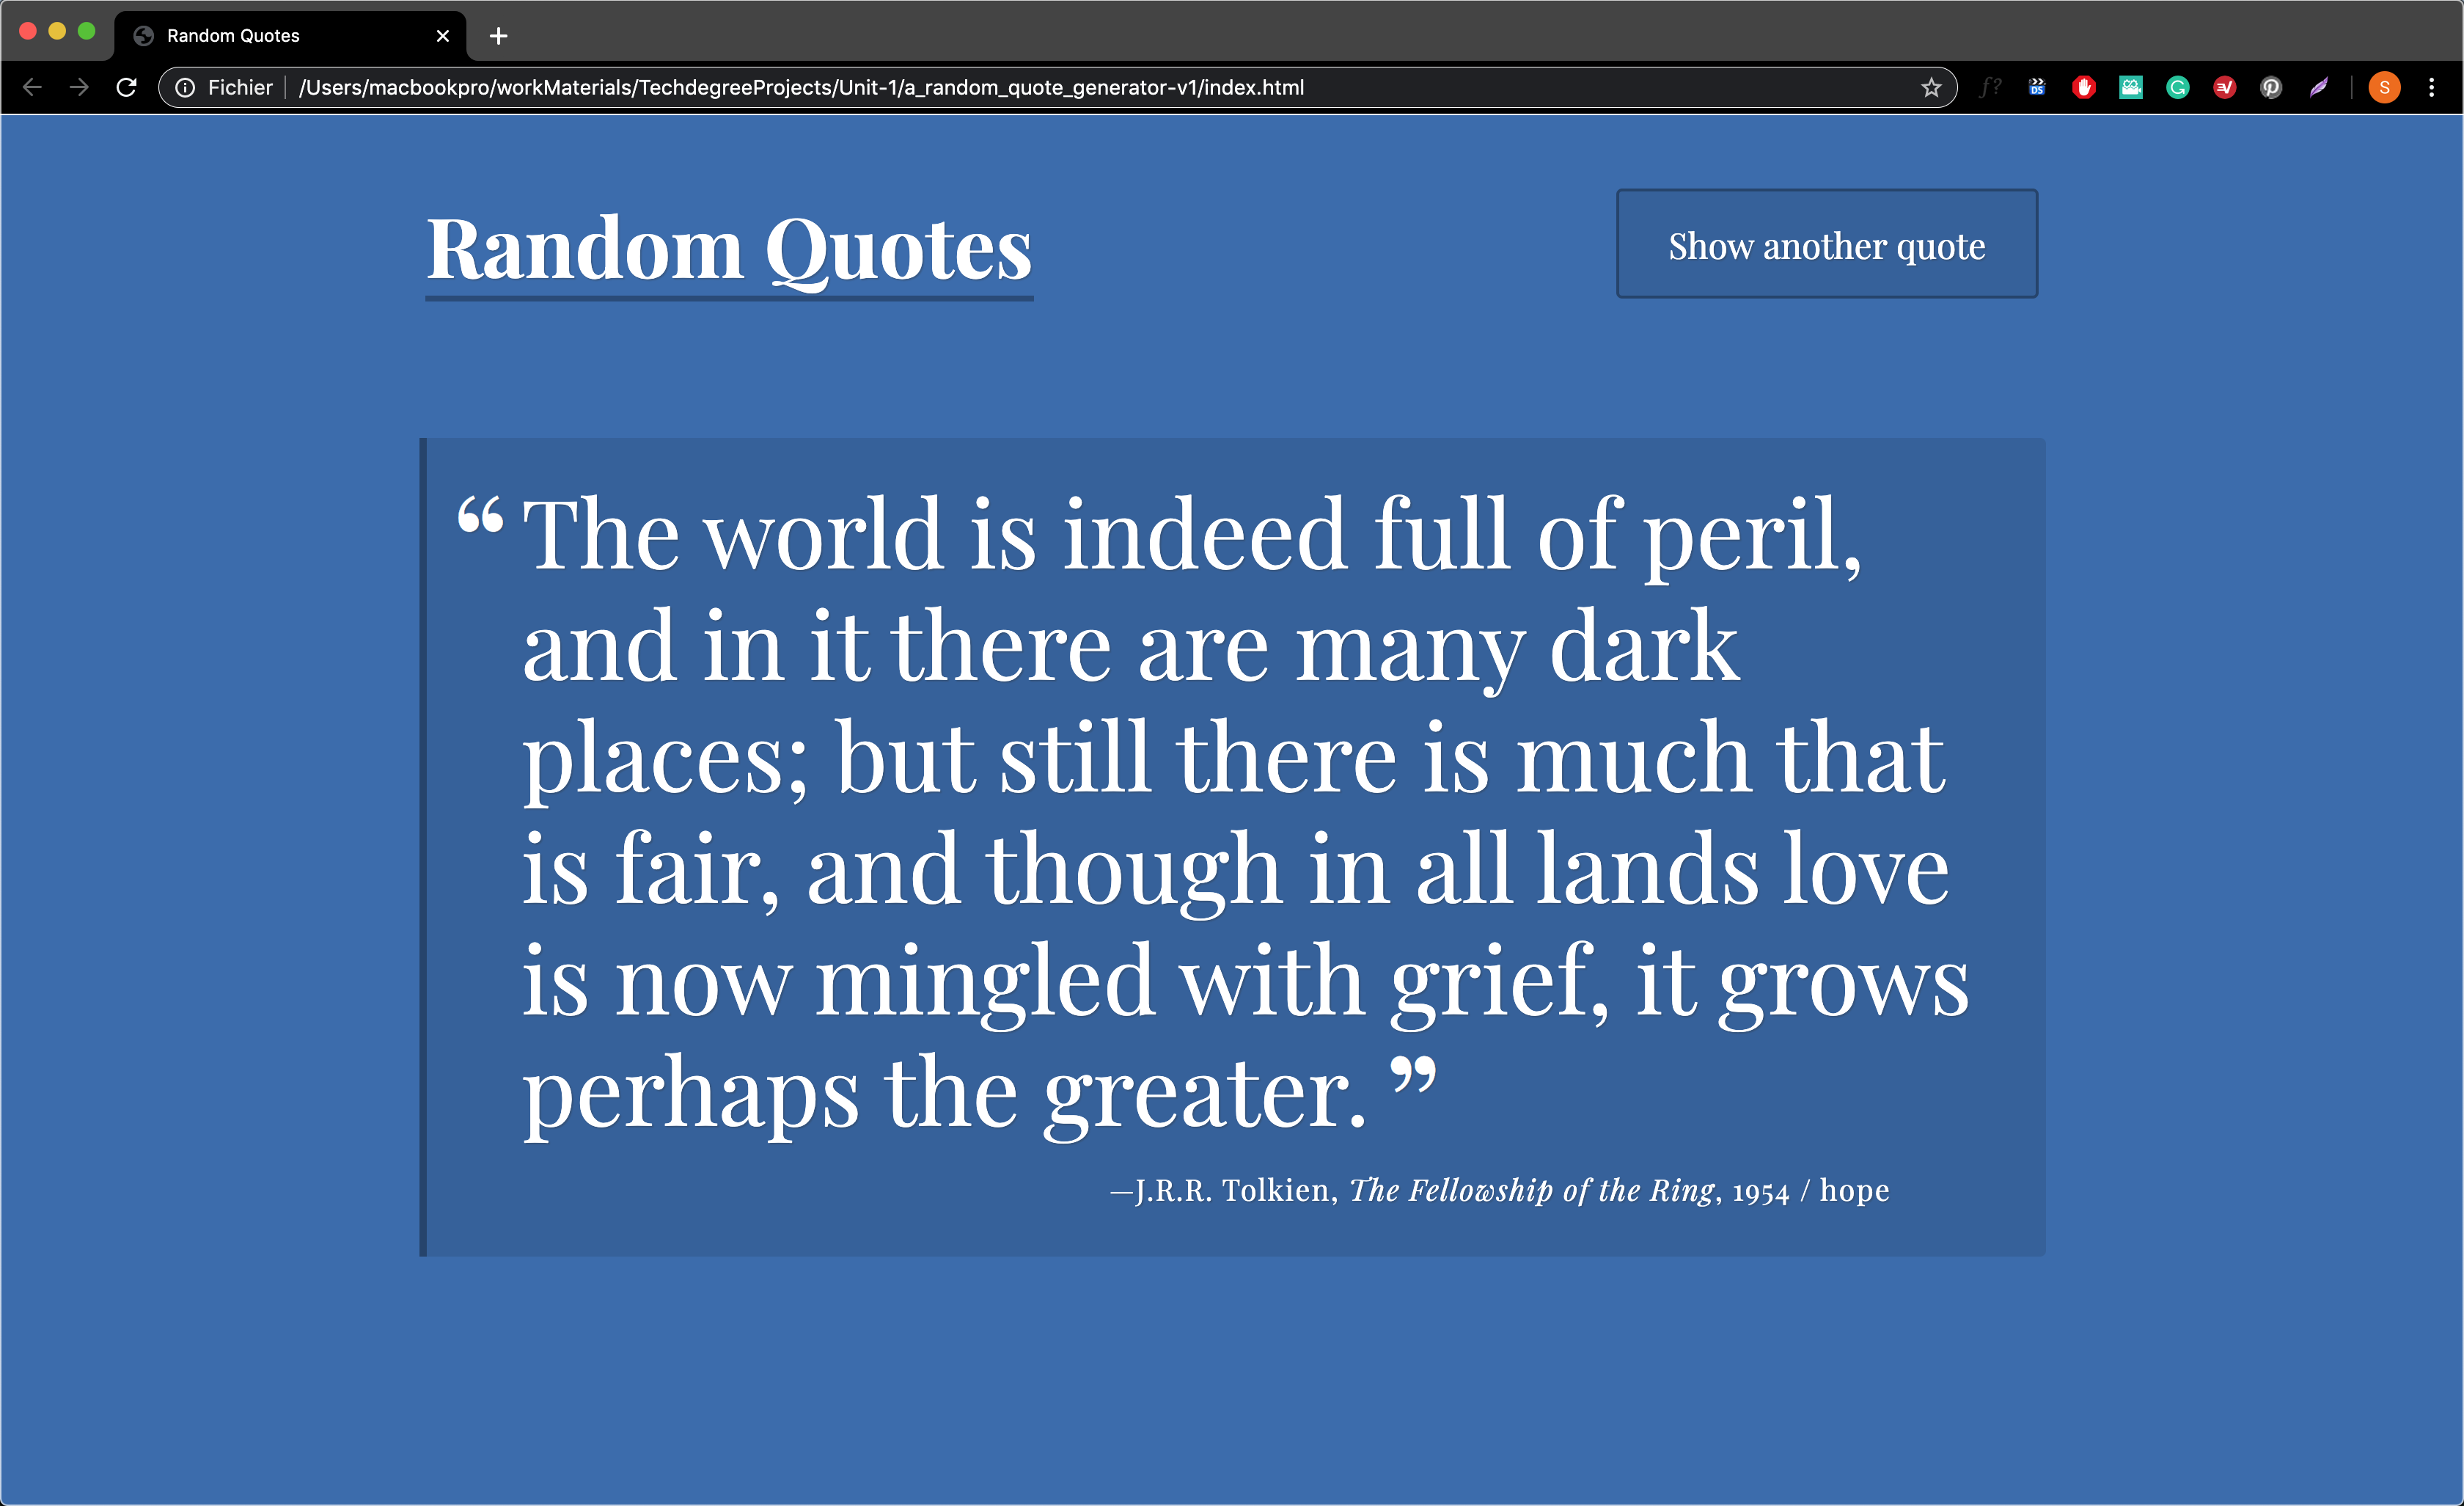 Random Quotes
Fichier /Users/macbookpro/workMaterials/TechdegreeProjects/Unit-1/a_random_quote_generator-v1/index.html
f?
DS
S
Random Quotes
Show another quote
“The world is indeed full of peril,
and in it there are many dark
places; but still there is much that
is fair, and though in all lands love
is now mingled with grief, it grows
perhaps the greater.”
—J.R.R. Tolkien, The Fellowship of the Ring, 1954 / hope